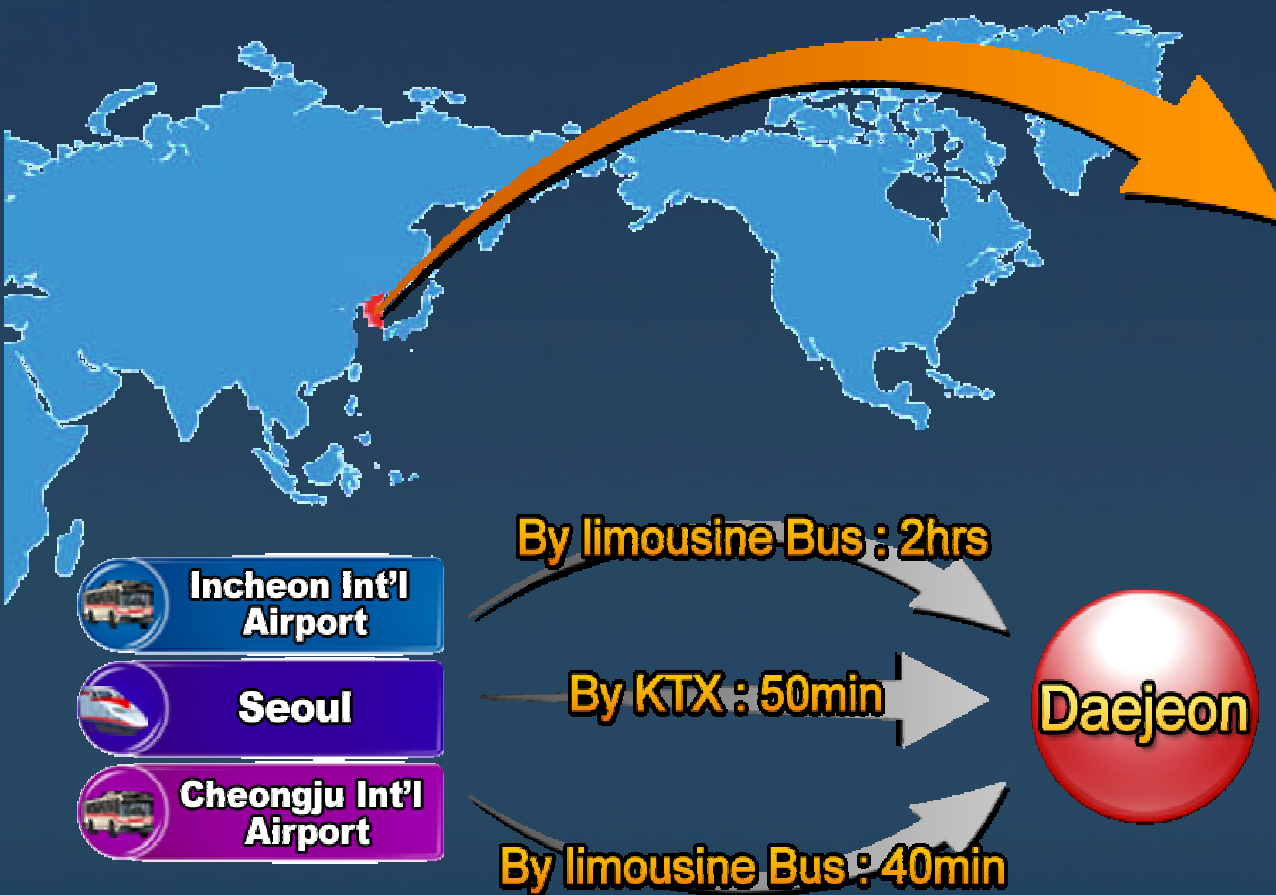 By limousine Bus : 2hrs
Incheon Int'l
Airport
Seoul
By KTX : 50min
Daejeon
Cheongju Int'l
Airport
By limousine Bus : 40min